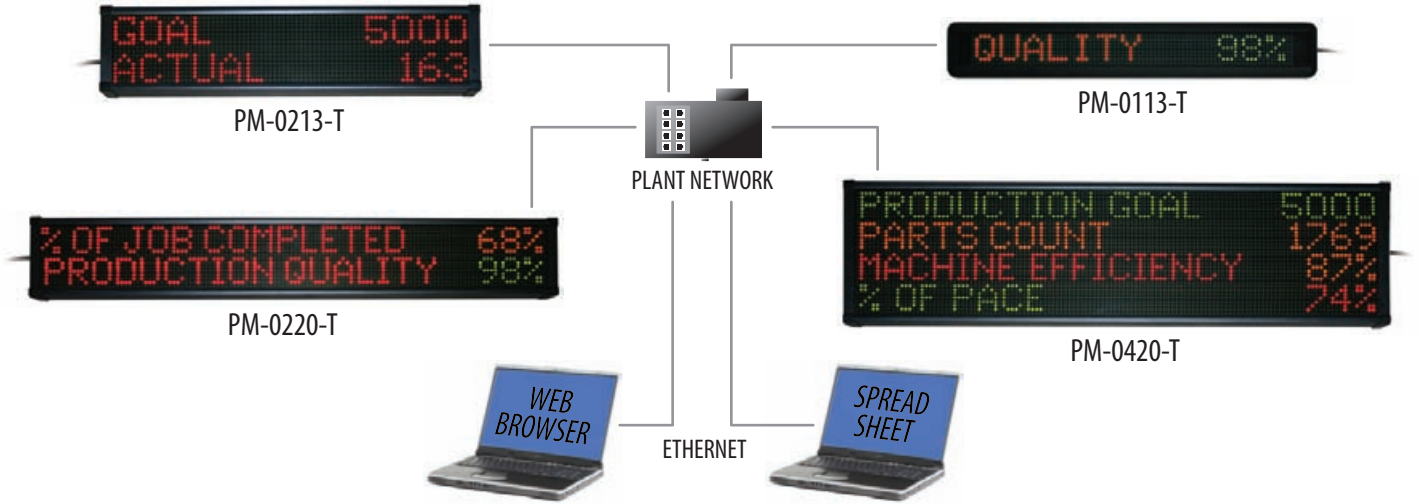 GOAL 5000
ACTUAL 163
PM-0213-T
QUALITY 98%
PM-0113-T
PLANT NETWORK
% OF JOB COMPLETED 68%
PRODUCTION QUALITY 98%
PM-0220-T
PRODUCTION GOAL 5000
PARTS COUNT 1769
MACHINE EFFICIENCY 87%
% OF PACE 74%
PM-0420-T
WEB
BROWSER
ETHERNET
SPREAD
SHEET